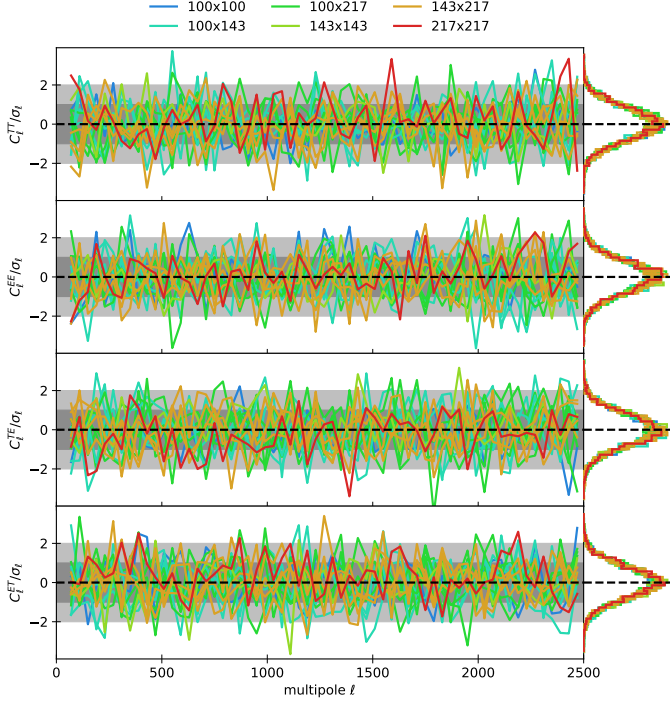 100x100 100x217 143x217
100x143 143x143 217x217
2
0
−2
C_ℓ^{TT}/σ_ℓ
2
0
−2
C_ℓ^{EE}/σ_ℓ
2
0
−2
C_ℓ^{TE}/σ_ℓ
2
0
−2
C_ℓ^{ET}/σ_ℓ
0 500 1000 1500 2000 2500
multipole ℓ